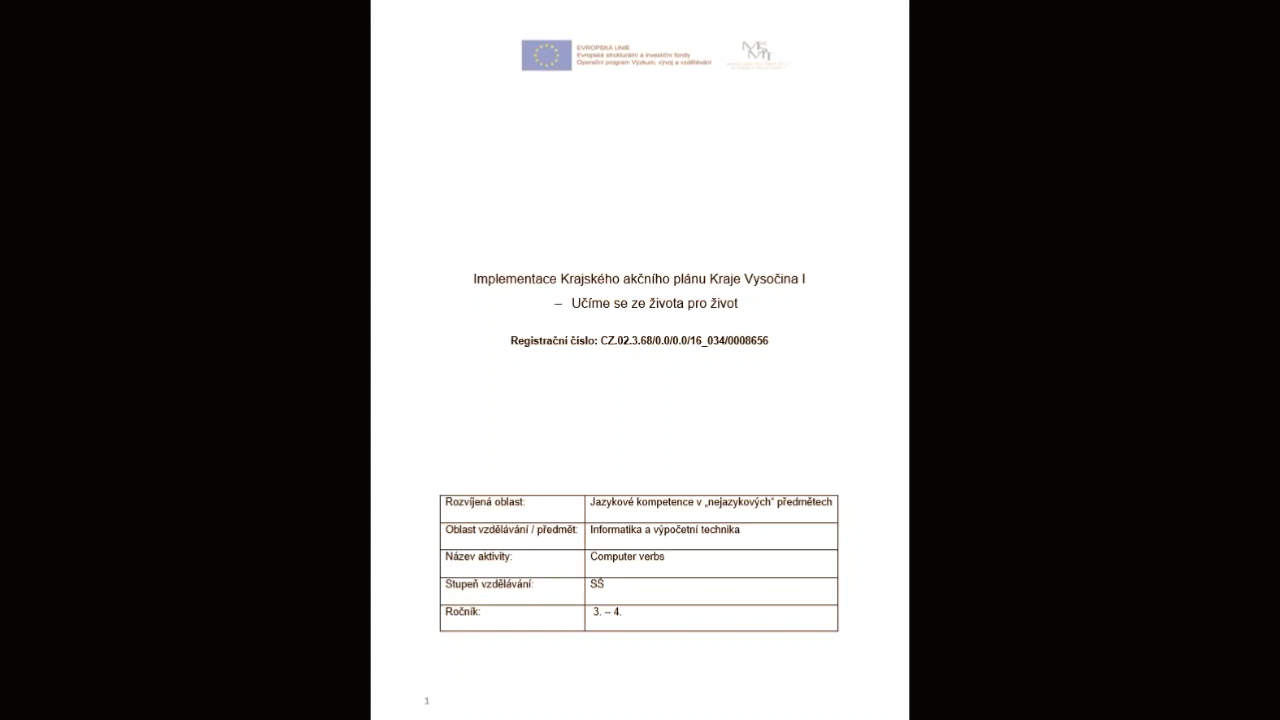 EVROPSKÁ UNIE
Evropské strukturální a investiční fondy
Operační program Výzkum, vývoj a vzdělávání
Implementace Krajského akčního plánu Kraje Vysočina I
– Učíme se ze života pro život
Registrační číslo: CZ.02.3.68/0.0/0.0/16_034/0008656
Rozvíjená oblast: Jazykové kompetence v „nejazykových“ předmětech
Oblast vzdělávání / předmět: Informatika a výpočetní technika
Název aktivity: Computer verbs
Stupeň vzdělávání: SŠ
Ročník: 3. – 4.
1